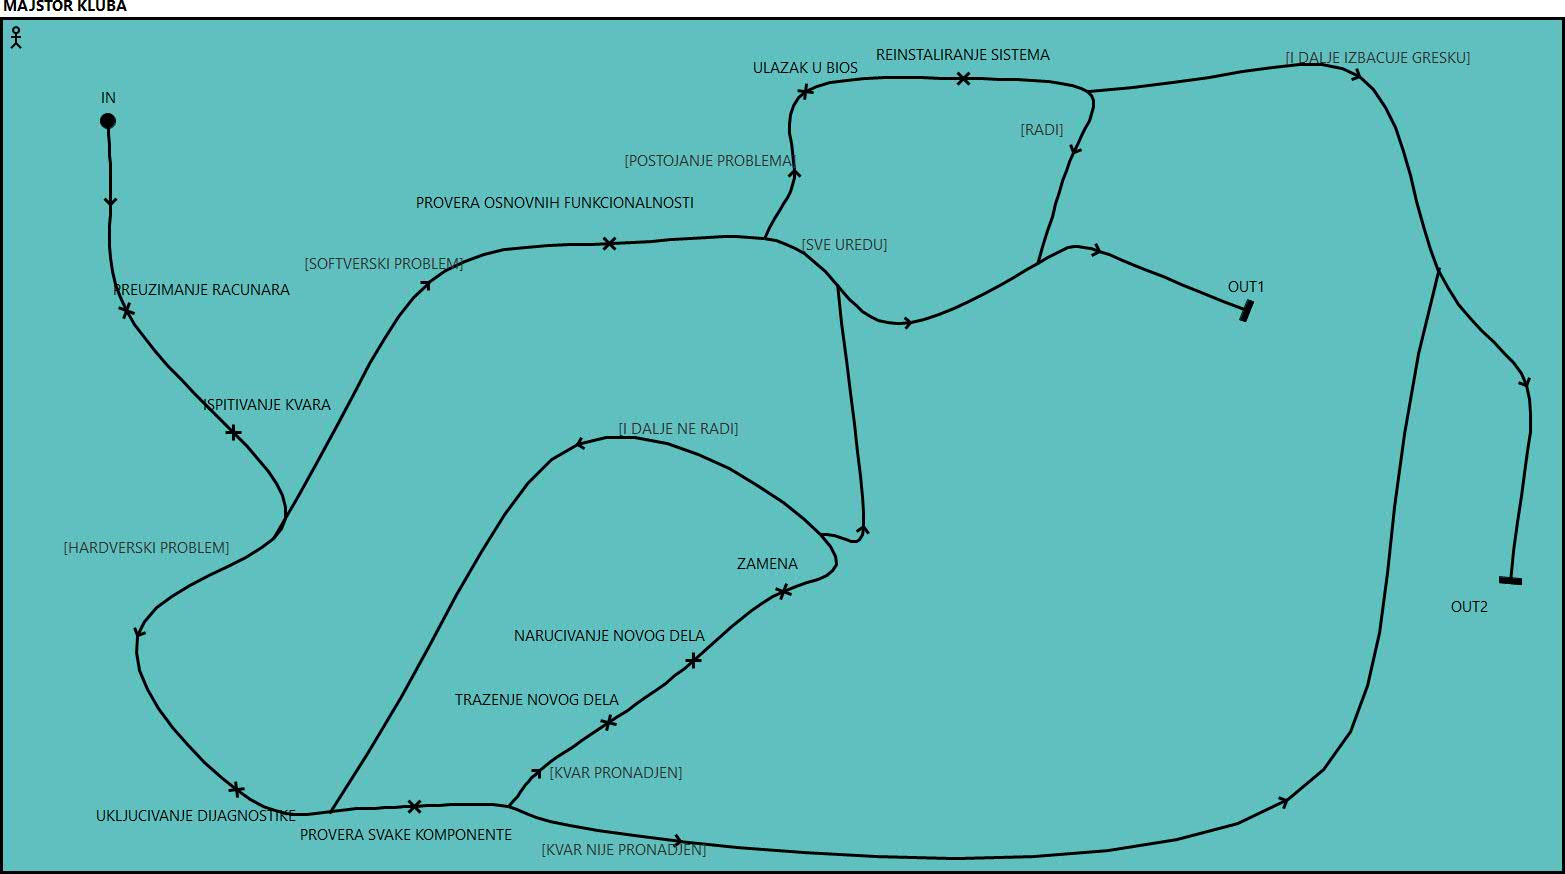 MAJSTOR KLUBA
REINSTALIRANJE SISTEMA
[I DALJE IZBACUJE GRESKU]
ULAZAK U BIOS
IN
[RADI]
[POSTOJANJE PROBLEMA]
PROVERA OSNOVNIH FUNKCIONALNOSTI
[SVE UREDU]
[SOFTVERSKI PROBLEM]
OUT1
PREUZIMANJE RACUNARA
ISPITIVANJE KVARA
[I DALJE NE RADI]
[HARDVERSKI PROBLEM]
ZAMENA
OUT2
NARUCIVANJE NOVOG DELA
TRAZENJE NOVOG DELA
[KVAR PRONADJEN]
UKLJUCIVANJE DIJAGNOSTIKE
PROVERA SVAKE KOMPONENTE
[KVAR NIJE PRONADJEN]